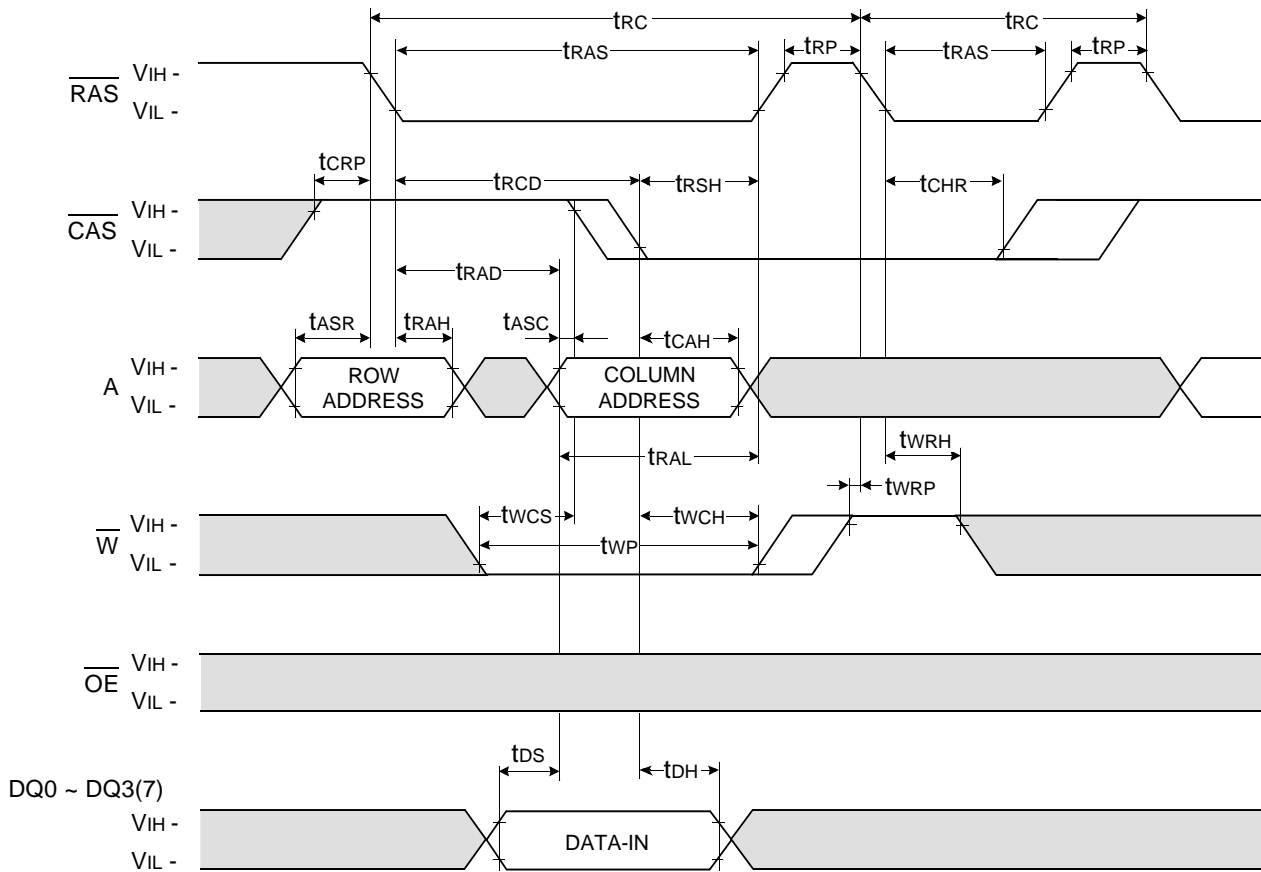 tRC tRC
tRAS tRP tRAS tRP
RAS VIH -
VIL -
tCRP tRCD tRSH tCHR
CAS VIH -
VIL -
tRAD
tASR tRAH tASC tCAH
A VIH -
VIL -
ROW
ADDRESS
COLUMN
ADDRESS
tRAL tWRH
tWRP
tWCS tWCH
W VIH -
VIL -
tWP
OE VIH -
VIL -
tDS tDH
DQ0 ~ DQ3(7)
VIH -
VIL -
DATA-IN